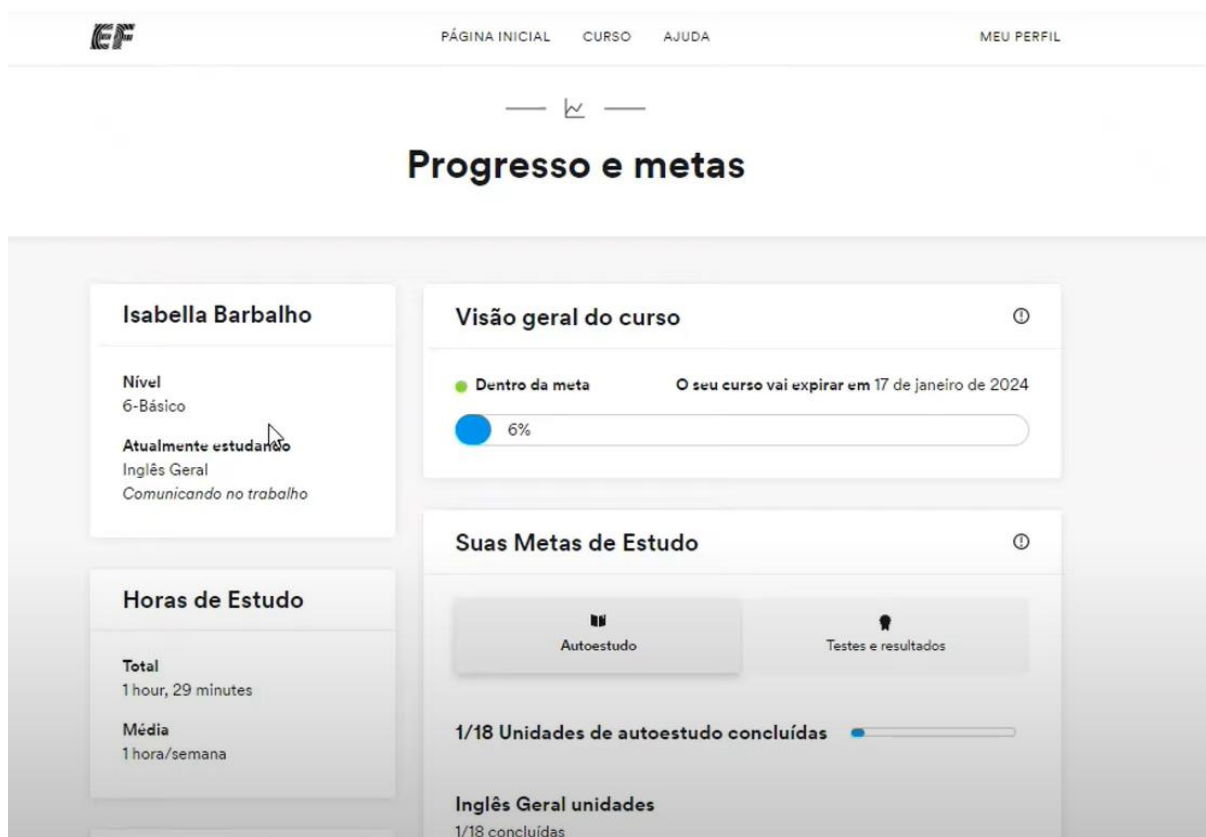 EF
PÁGINA INICIAL CURSO AJUDA MEU PERFIL
Progresso e metas
Isabella Barbalho
Nível
6-Básico
Atualmente estudando
Inglês Geral
Comunicando no trabalho
Horas de Estudo
Total
1 hour, 29 minutes
Média
1 hora/semana
Visão geral do curso
Dentro da meta O seu curso vai expirar em 17 de janeiro de 2024
6%
Suas Metas de Estudo
Autoestudo Testes e resultados
1/18 Unidades de autoestudo concluídas
Inglês Geral unidades
1/18 concluídas